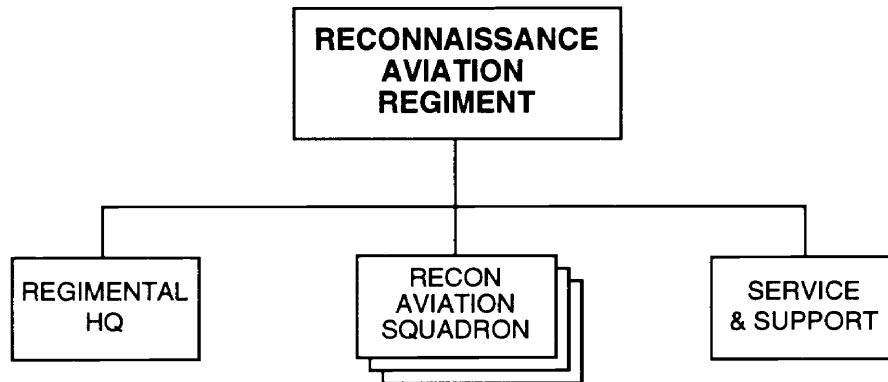 RECONNAISSANCE
AVIATION
REGIMENT
REGIMENTAL
HQ
RECON
AVIATION
SQUADRON
SERVICE
& SUPPORT